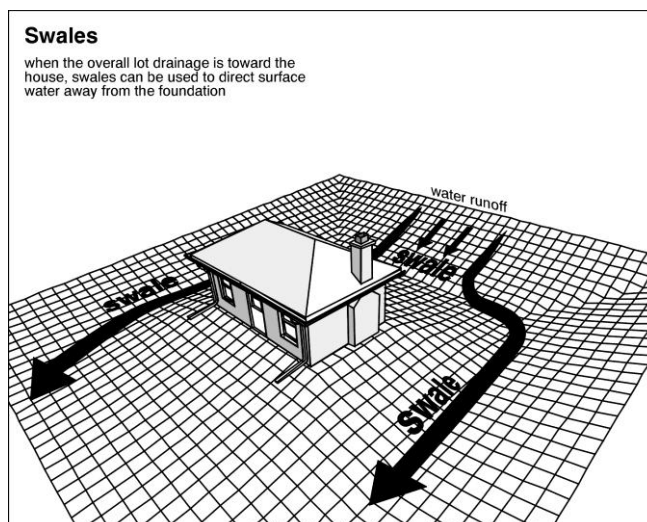 Swales
when the overall lot drainage is toward the
house, swales can be used to direct surface
water away from the foundation
water runoff
swale
swale
Swale